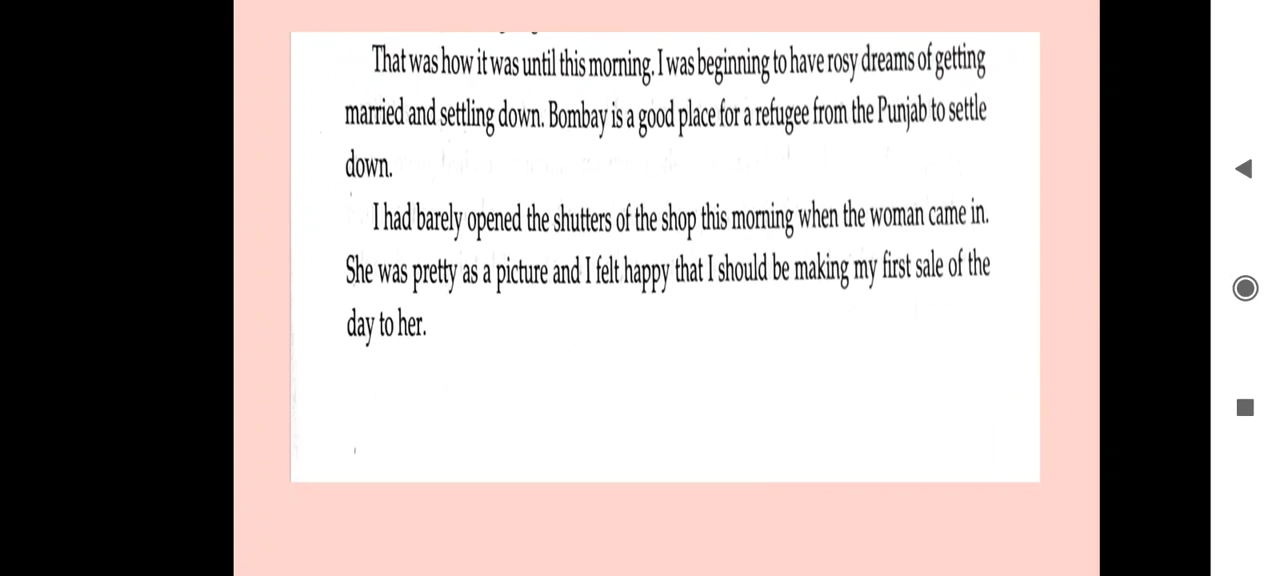 That was how it was until this morning. I was beginning to have rosy dreams of getting
married and settling down. Bombay is a good place for a refugee from the Punjab to settle
down.
I had barely opened the shutters of the shop this morning when the woman came in.
She was pretty as a picture and I felt happy that I should be making my first sale of the
day to her.